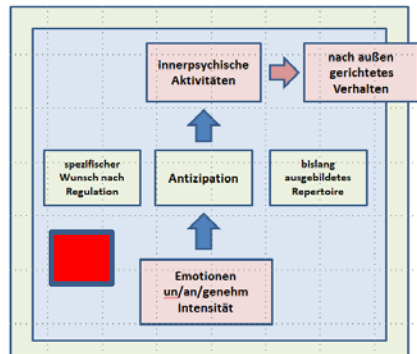 innerpsychische
Aktivitäten
nach außen
gerichtetes
Verhalten
spezifischer
Wunsch nach
Regulation
Antizipation
bislang
ausgebildetes
Repertoire
Emotionen
un/an/genehm
Intensität